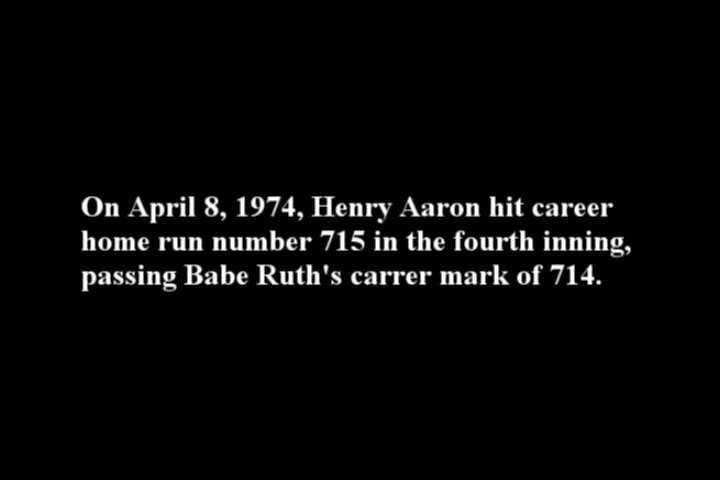 On April 8, 1974, Henry Aaron hit career
home run number 715 in the fourth inning,
passing Babe Ruth's carrer mark of 714.